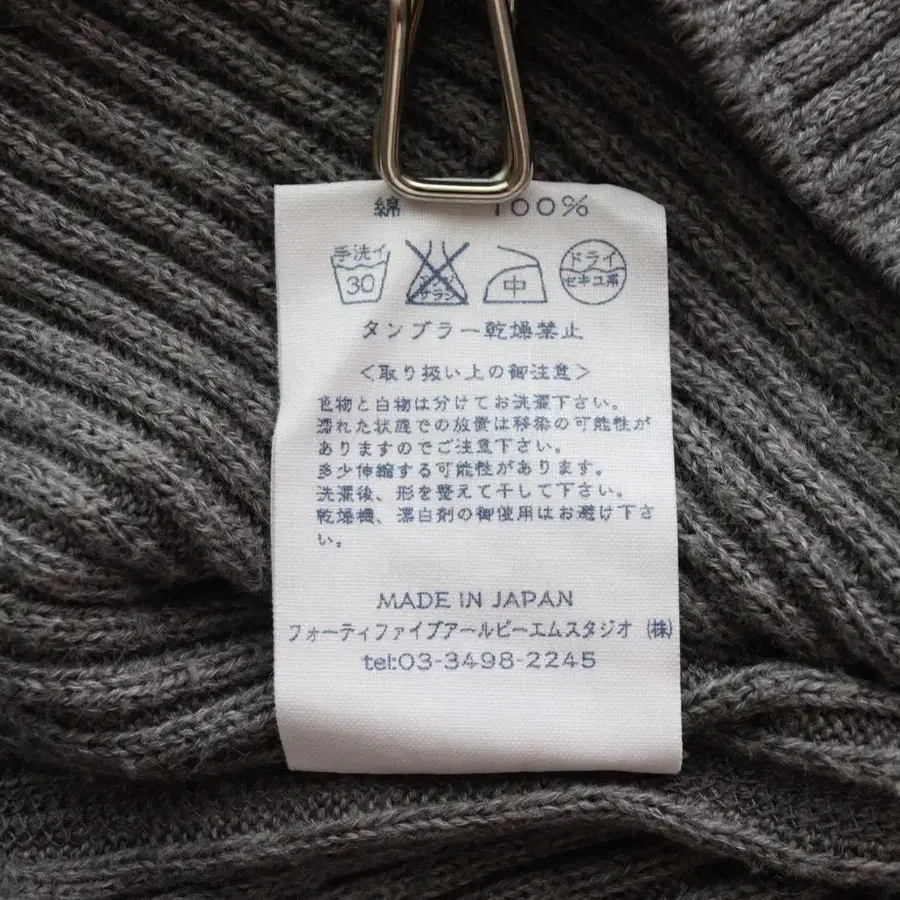 綿 100%
手洗イ
30
エンソ
サラシ
中
ドライ
セキユ系
タンブラー乾燥禁止
<取り扱い上の御注意>
色物と白物は分けてお洗濯下さい。
濡れた状態での放置は移染の可能性が
ありますのでご注意下さい。
多少伸縮する可能性があります。
洗濯後、形を整えて干して下さい。
乾燥機、漂白剤の御使用はお避け下さ
い。
MADE IN JAPAN
フォーティファイブアールピーエムスタジオ (株)
tel:03-3498-2245